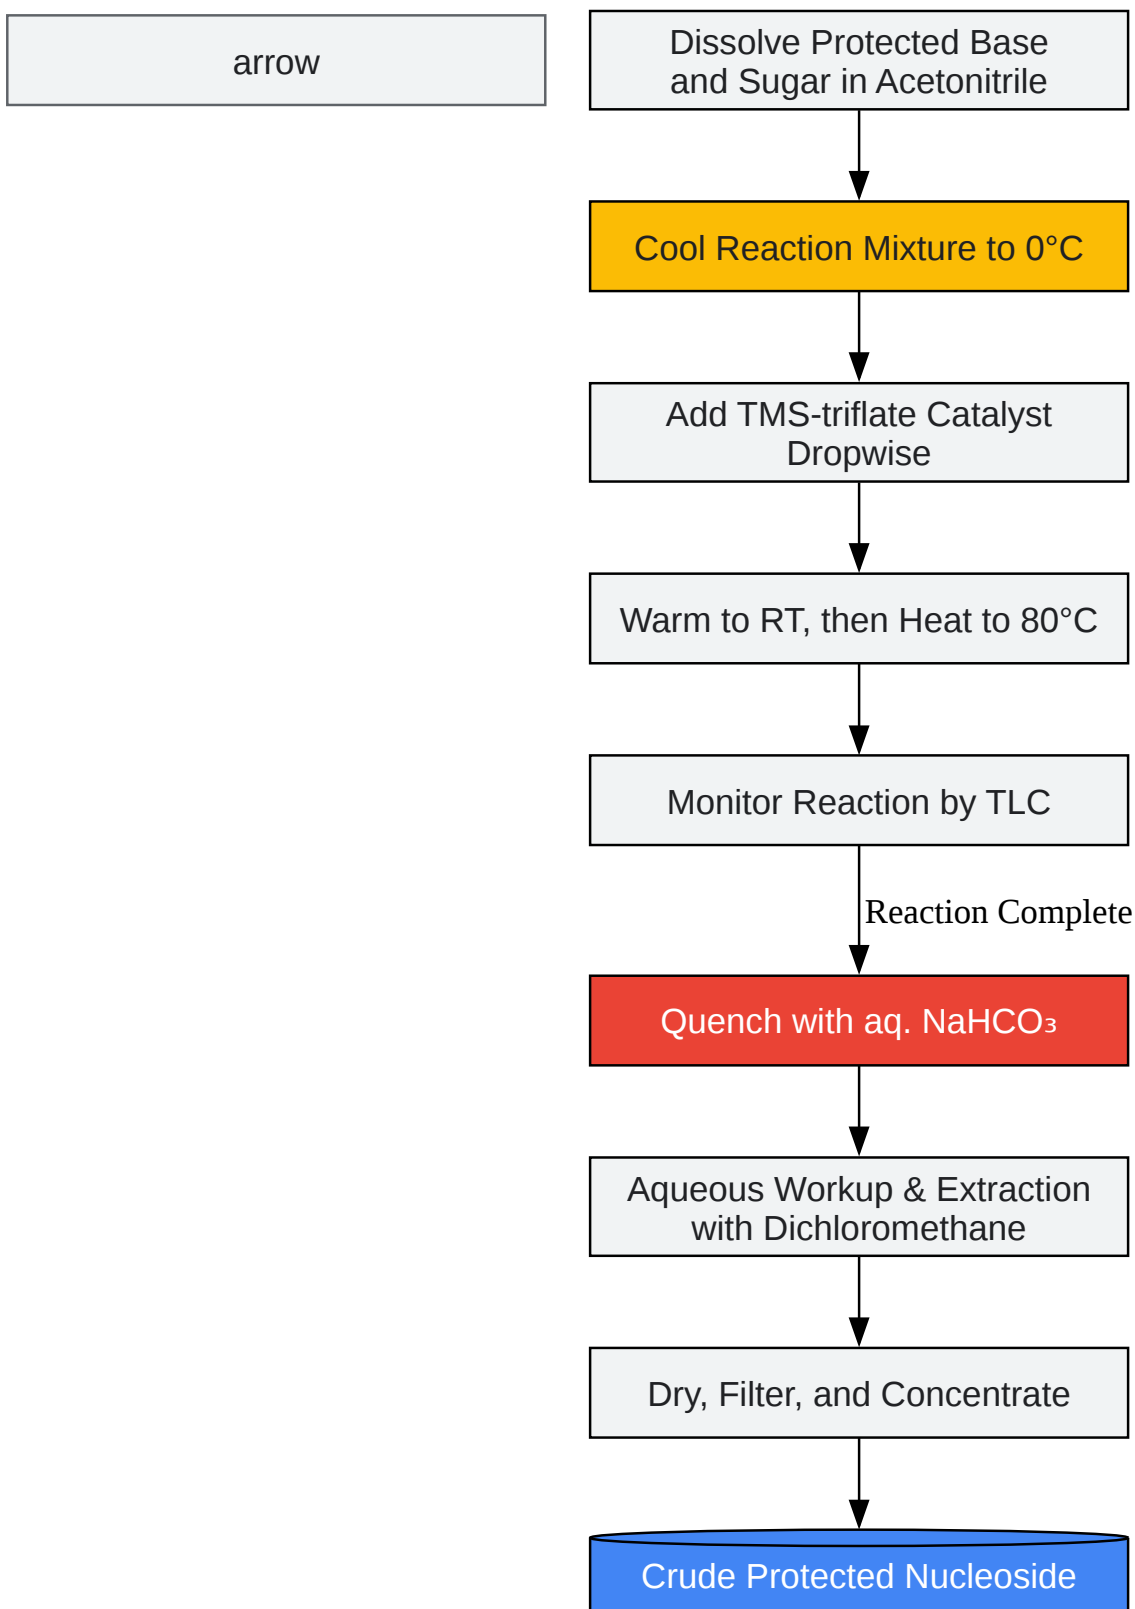 arrow
Dissolve Protected Base
and Sugar in Acetonitrile
Cool Reaction Mixture to 0°C
Add TMS-triflate Catalyst
Dropwise
Warm to RT, then Heat to 80°C
Monitor Reaction by TLC
Reaction Complete
Quench with aq. NaHCO₃
Aqueous Workup & Extraction
with Dichloromethane
Dry, Filter, and Concentrate
Crude Protected Nucleoside